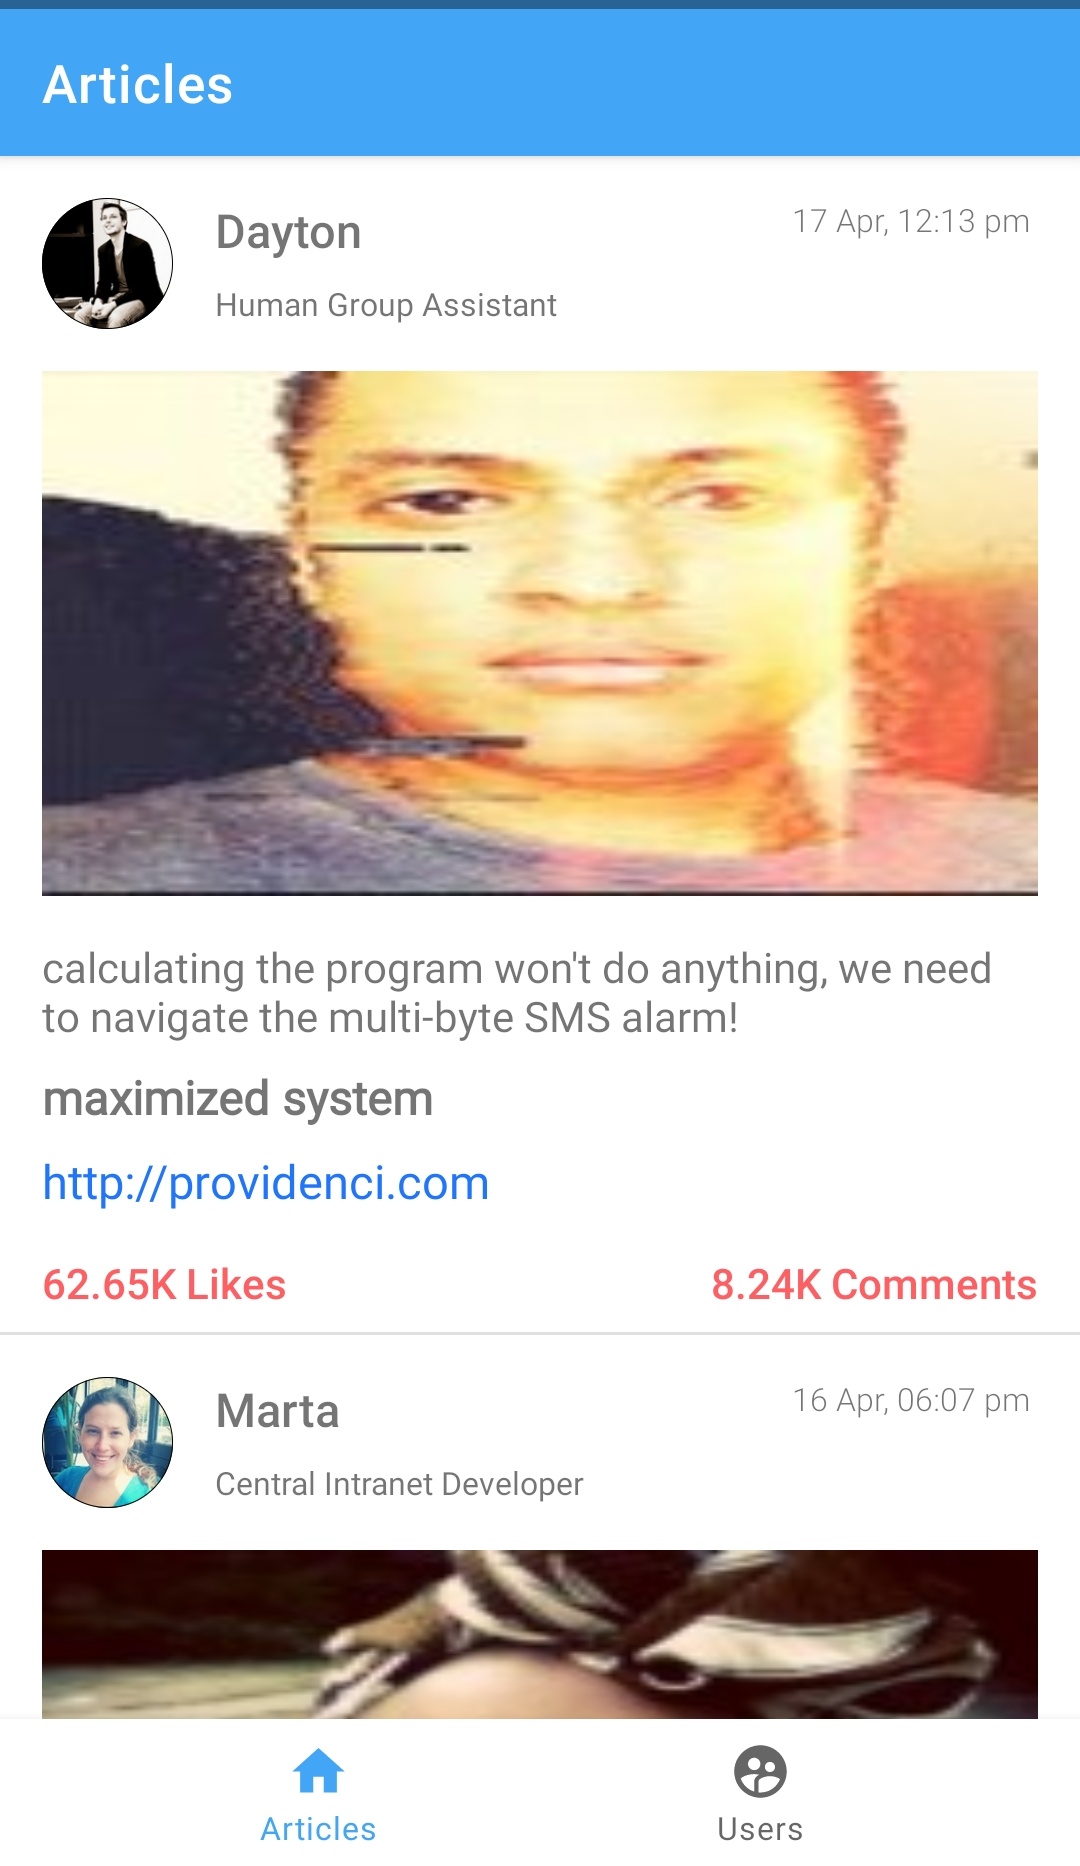 Articles
Dayton
17 Apr, 12:13 pm
Human Group Assistant
calculating the program won't do anything, we need
to navigate the multi-byte SMS alarm!
maximized system
http://providenci.com
62.65K Likes
8.24K Comments
Marta
16 Apr, 06:07 pm
Central Intranet Developer
Articles
Users